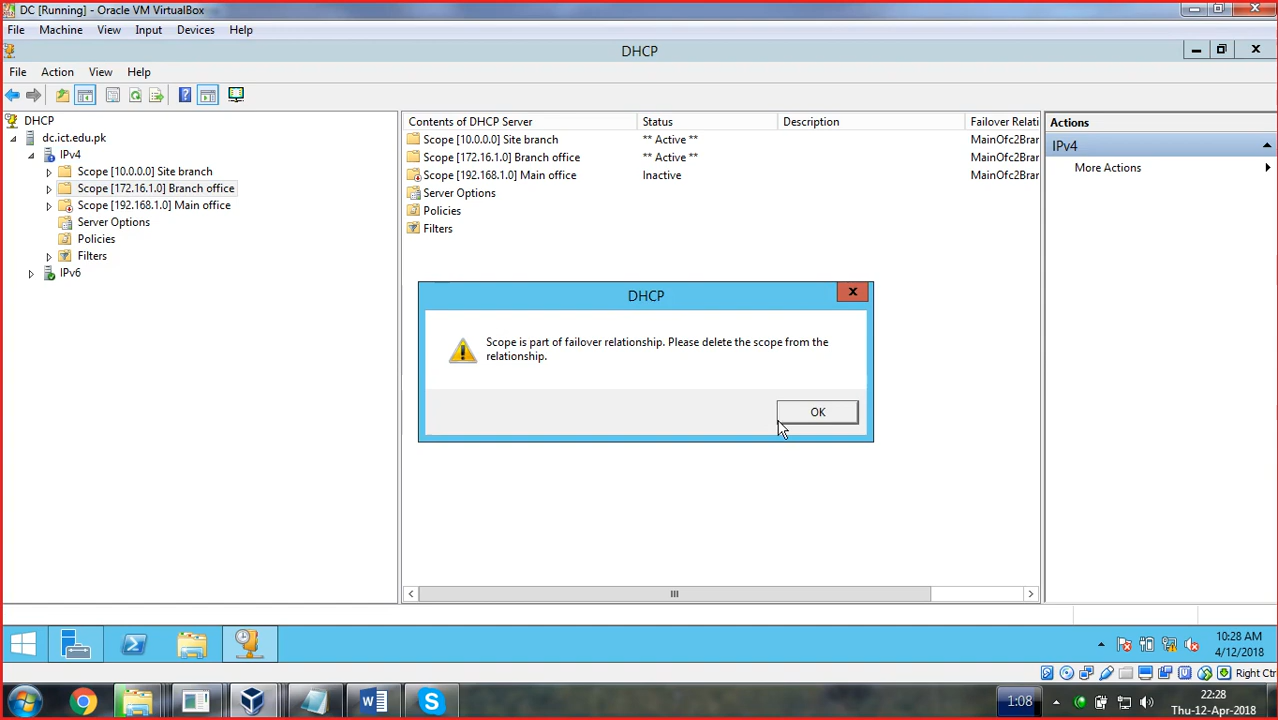 DC [Running] - Oracle VM VirtualBox
File Machine View Input Devices Help
DHCP
File Action View Help
DHCP
dc.ict.edu.pk
IPv4
Scope [10.0.0.0] Site branch
Scope [172.16.1.0] Branch office
Scope [192.168.1.0] Main office
Server Options
Policies
Filters
IPv6
Contents of DHCP Server Status Description Failover Relati
Scope [10.0.0.0] Site branch ** Active ** MainOfc2Brar
Scope [172.16.1.0] Branch office ** Active ** MainOfc2Brar
Scope [192.168.1.0] Main office Inactive MainOfc2Brar
Server Options
Policies
Filters
Actions
IPv4
More Actions
DHCP
Scope is part of failover relationship. Please delete the scope from the
relationship.
OK
10:28 AM
4/12/2018
Right Ctr
1:08
22:28
Thu-12-Apr-2018